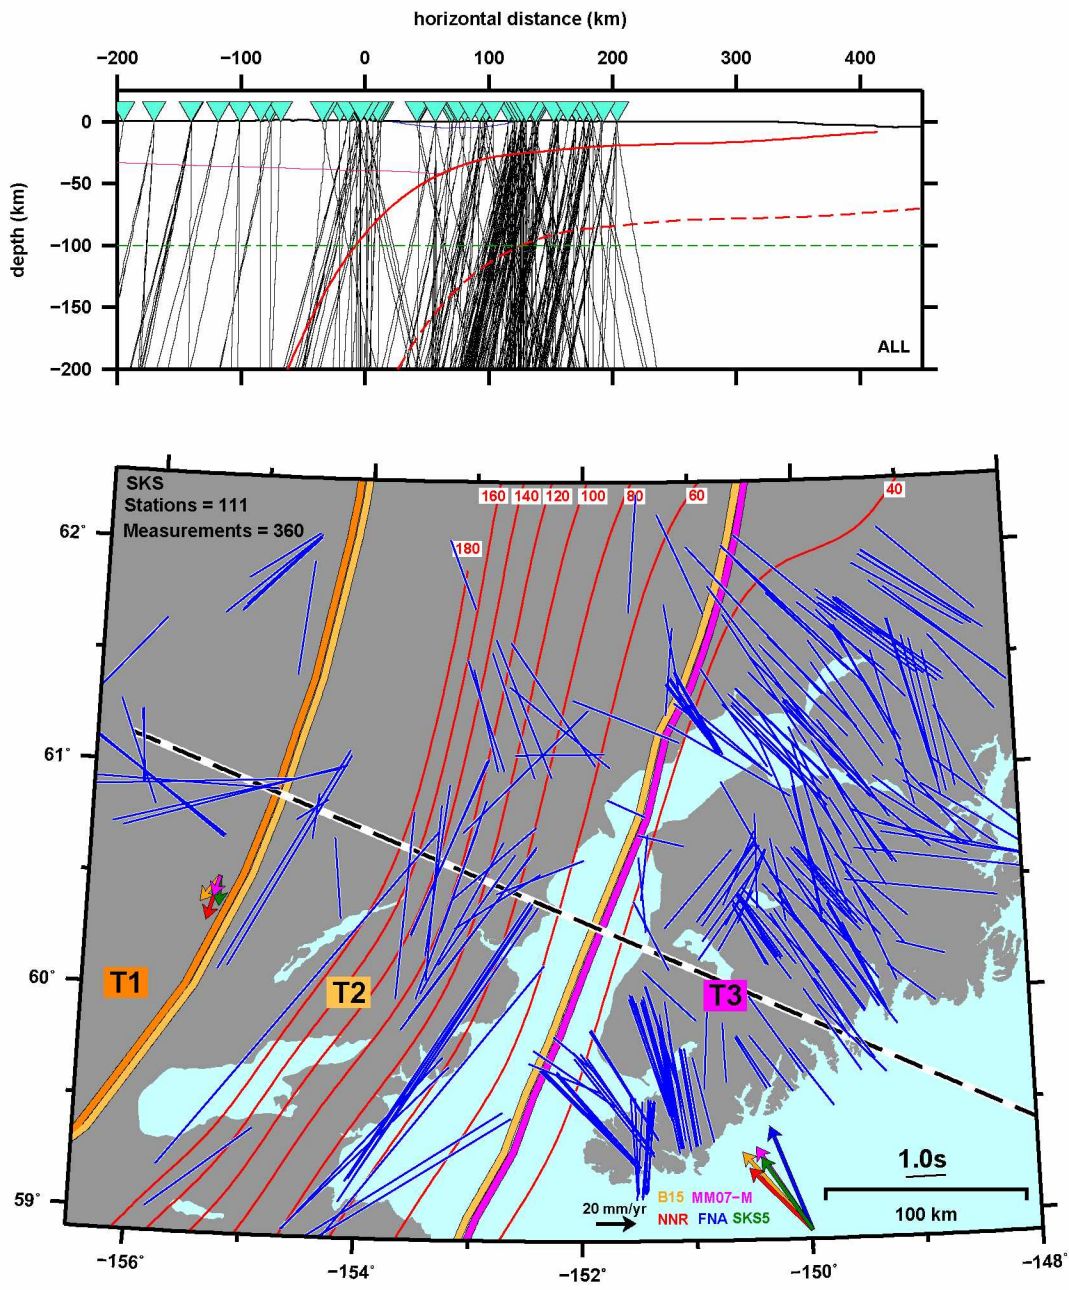 horizontal distance (km)
−200 −100 0 100 200 300 400
0
−50
−100
−150
−200
depth (km)
ALL
SKS
Stations = 111
Measurements = 360
160 140 120 100 80 60 40
180
62°
61°
60°
59°
T1 T2 T3
1.0s
B15 MM07−M
20 mm/yr
NNR FNA SKS5
100 km
−156° −154° −152° −150° −148°